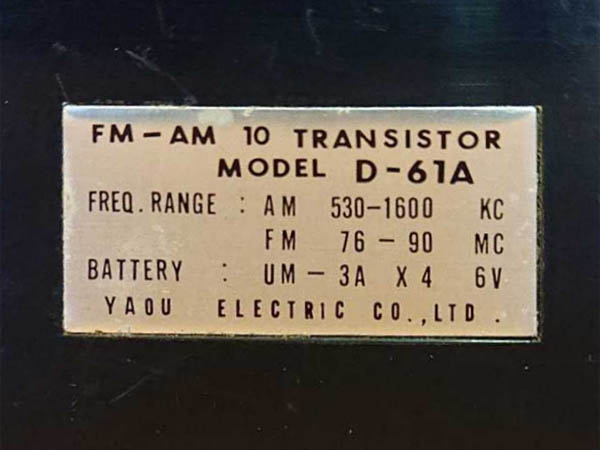 FM-AM 10 TRANSISTOR
MODEL D-61A
FREQ. RANGE : AM 530-1600 KC
FM 76 - 90 MC
BATTERY : UM - 3A X 4 6V
YAOU ELECTRIC CO., LTD.